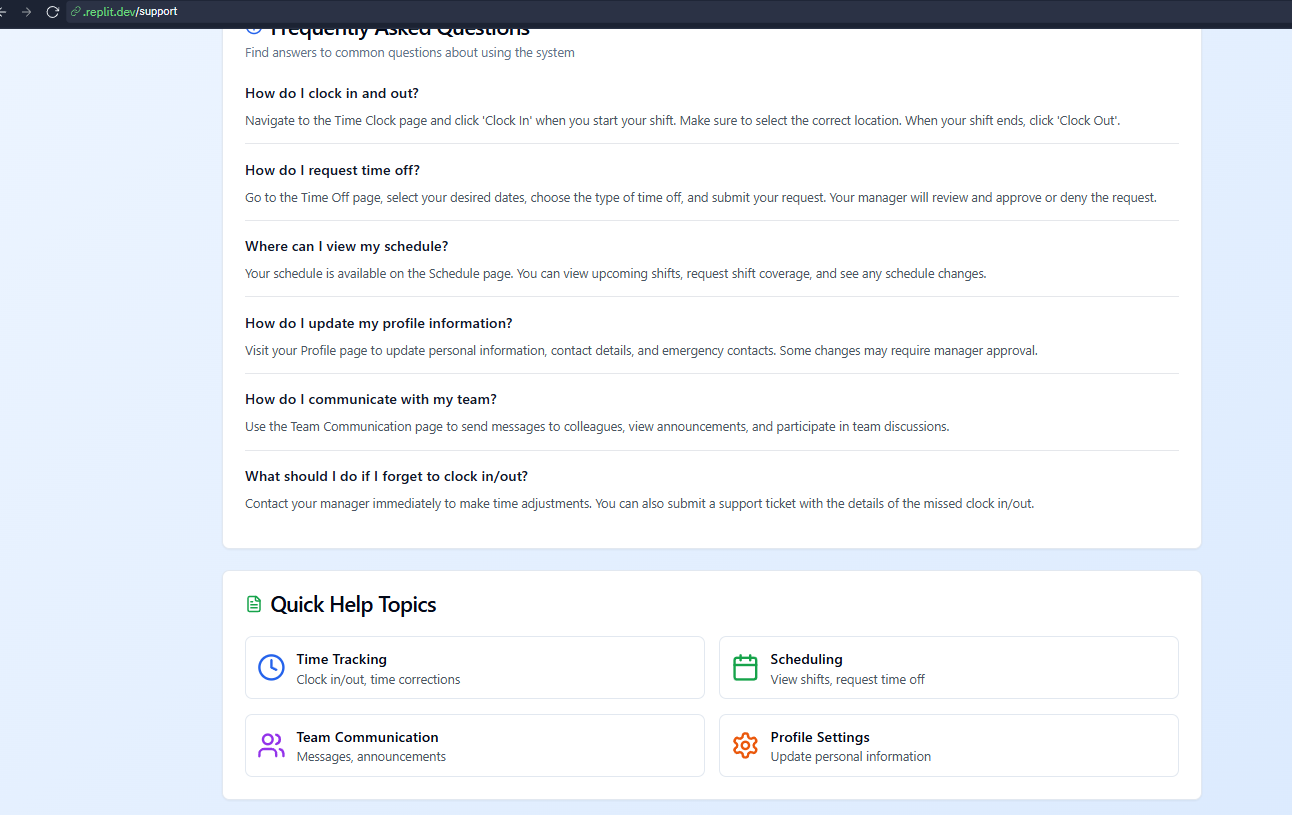 .replit.dev/support
Frequently Asked Questions
Find answers to common questions about using the system
How do I clock in and out?
Navigate to the Time Clock page and click 'Clock In' when you start your shift. Make sure to select the correct location. When your shift ends, click 'Clock Out'.
How do I request time off?
Go to the Time Off page, select your desired dates, choose the type of time off, and submit your request. Your manager will review and approve or deny the request.
Where can I view my schedule?
Your schedule is available on the Schedule page. You can view upcoming shifts, request shift coverage, and see any schedule changes.
How do I update my profile information?
Visit your Profile page to update personal information, contact details, and emergency contacts. Some changes may require manager approval.
How do I communicate with my team?
Use the Team Communication page to send messages to colleagues, view announcements, and participate in team discussions.
What should I do if I forget to clock in/out?
Contact your manager immediately to make time adjustments. You can also submit a support ticket with the details of the missed clock in/out.
Quick Help Topics
Time Tracking
Clock in/out, time corrections
Scheduling
View shifts, request time off
Team Communication
Messages, announcements
Profile Settings
Update personal information